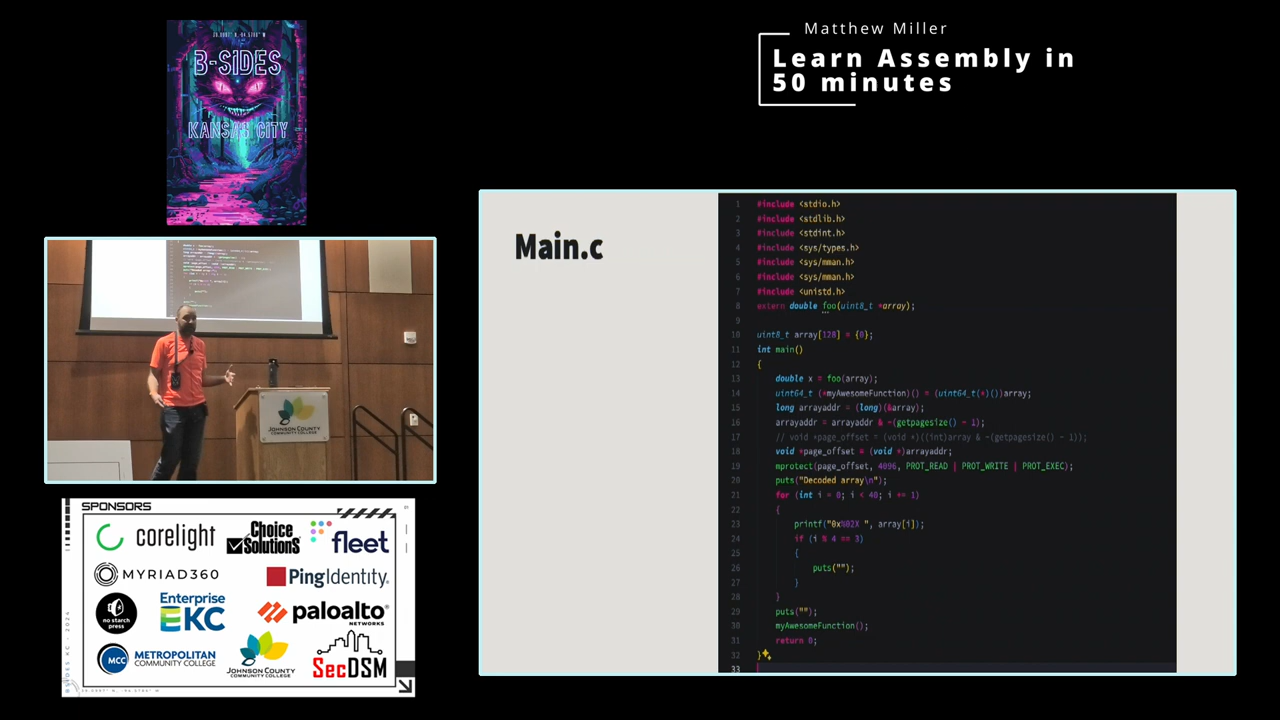 Matthew Miller
Learn Assembly in
50 minutes
B-SIDES
KANSAS CITY
JOHNSON COUNTY
COMMUNITY COLLEGE
SPONSORS
corelight
Choice
Solutions
fleet
MYRIAD360
PingIdentity
no starch
press
Enterprise
EKC
paloalto
NETWORKS
MCC
METROPOLITAN
COMMUNITY COLLEGE
JOHNSON COUNTY
COMMUNITY COLLEGE
SecDSM
Main.c
1 #include <stdio.h>
2 #include <stdlib.h>
3 #include <stdint.h>
4 #include <sys/types.h>
5 #include <sys/mman.h>
6 #include <sys/mman.h>
7 #include <unistd.h>
8 extern double foo(uint8_t *array);
9
10 uint8_t array[128] = {0};
11 int main()
12 {
13 double x = foo(array);
14 uint64_t (*myAwesomeFunction)() = (uint64_t(*)())array;
15 long arrayaddr = (long)(&array);
16 arrayaddr = arrayaddr & ~(getpagesize() - 1);
17 // void *page_offset = (void *)((int)array & ~(getpagesize() - 1));
18 void *page_offset = (void *)arrayaddr;
19 mprotect(page_offset, 4096, PROT_READ | PROT_WRITE | PROT_EXEC);
20 puts("Decoded array\n");
21 for (int i = 0; i < 40; i += 1)
22 {
23 printf("0x%02X ", array[i]);
24 if (i % 4 == 3)
25 {
26 puts("");
27 }
28 }
29 puts("");
30 myAwesomeFunction();
31 return 0;
32 }
33